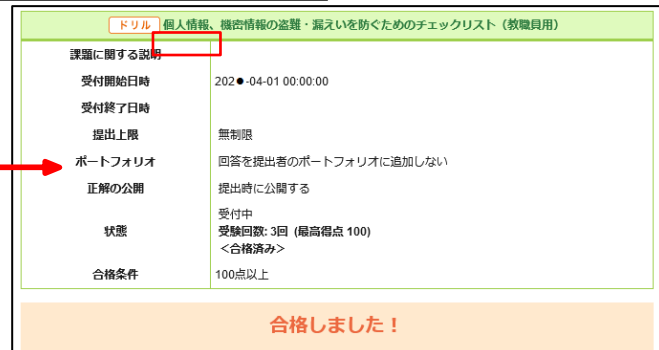 ドリル 個人情報、機密情報の盗難・漏えいを防ぐためのチェックリスト（教職員用）
課題に関する説明
受付開始日時 202●-04-01 00:00:00
受付終了日時
提出上限 無制限
ポートフォリオ 回答を提出者のポートフォリオに追加しない
正解の公開 提出時に公開する
状態 受付中
受験回数: 3回 (最高得点 100)
＜合格済み＞
合格条件 100点以上
合格しました！